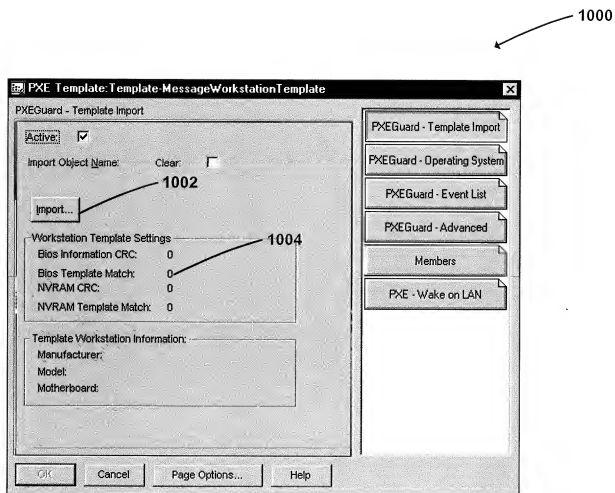 1000
PXE Template:Template-MessageWorkstationTemplate
PXEGuard - Template Import
Active:
Import Object Name: Clear:
1002
Import...
Workstation Template Settings
1004
Bios Information CRC: 0
Bios Template Match: 0
NVRAM CRC: 0
NVRAM Template Match: 0
Template Workstation Information:
Manufacturer:
Model:
Motherboard:
PXEGuard - Template Import
PXEGuard - Operating System
PXEGuard - Event List
PXEGuard - Advanced
Members
PXE - Wake on LAN
OK Cancel Page Options... Help